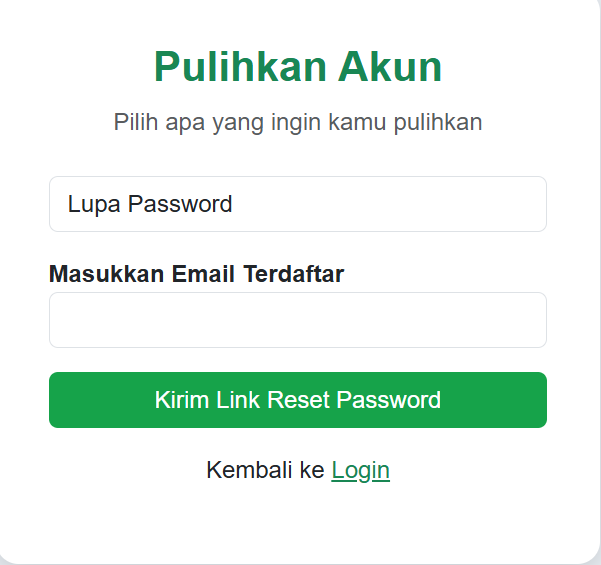 Pulihkan Akun
Pilih apa yang ingin kamu pulihkan
Lupa Password
Masukkan Email Terdaftar
Kirim Link Reset Password
Kembali ke Login